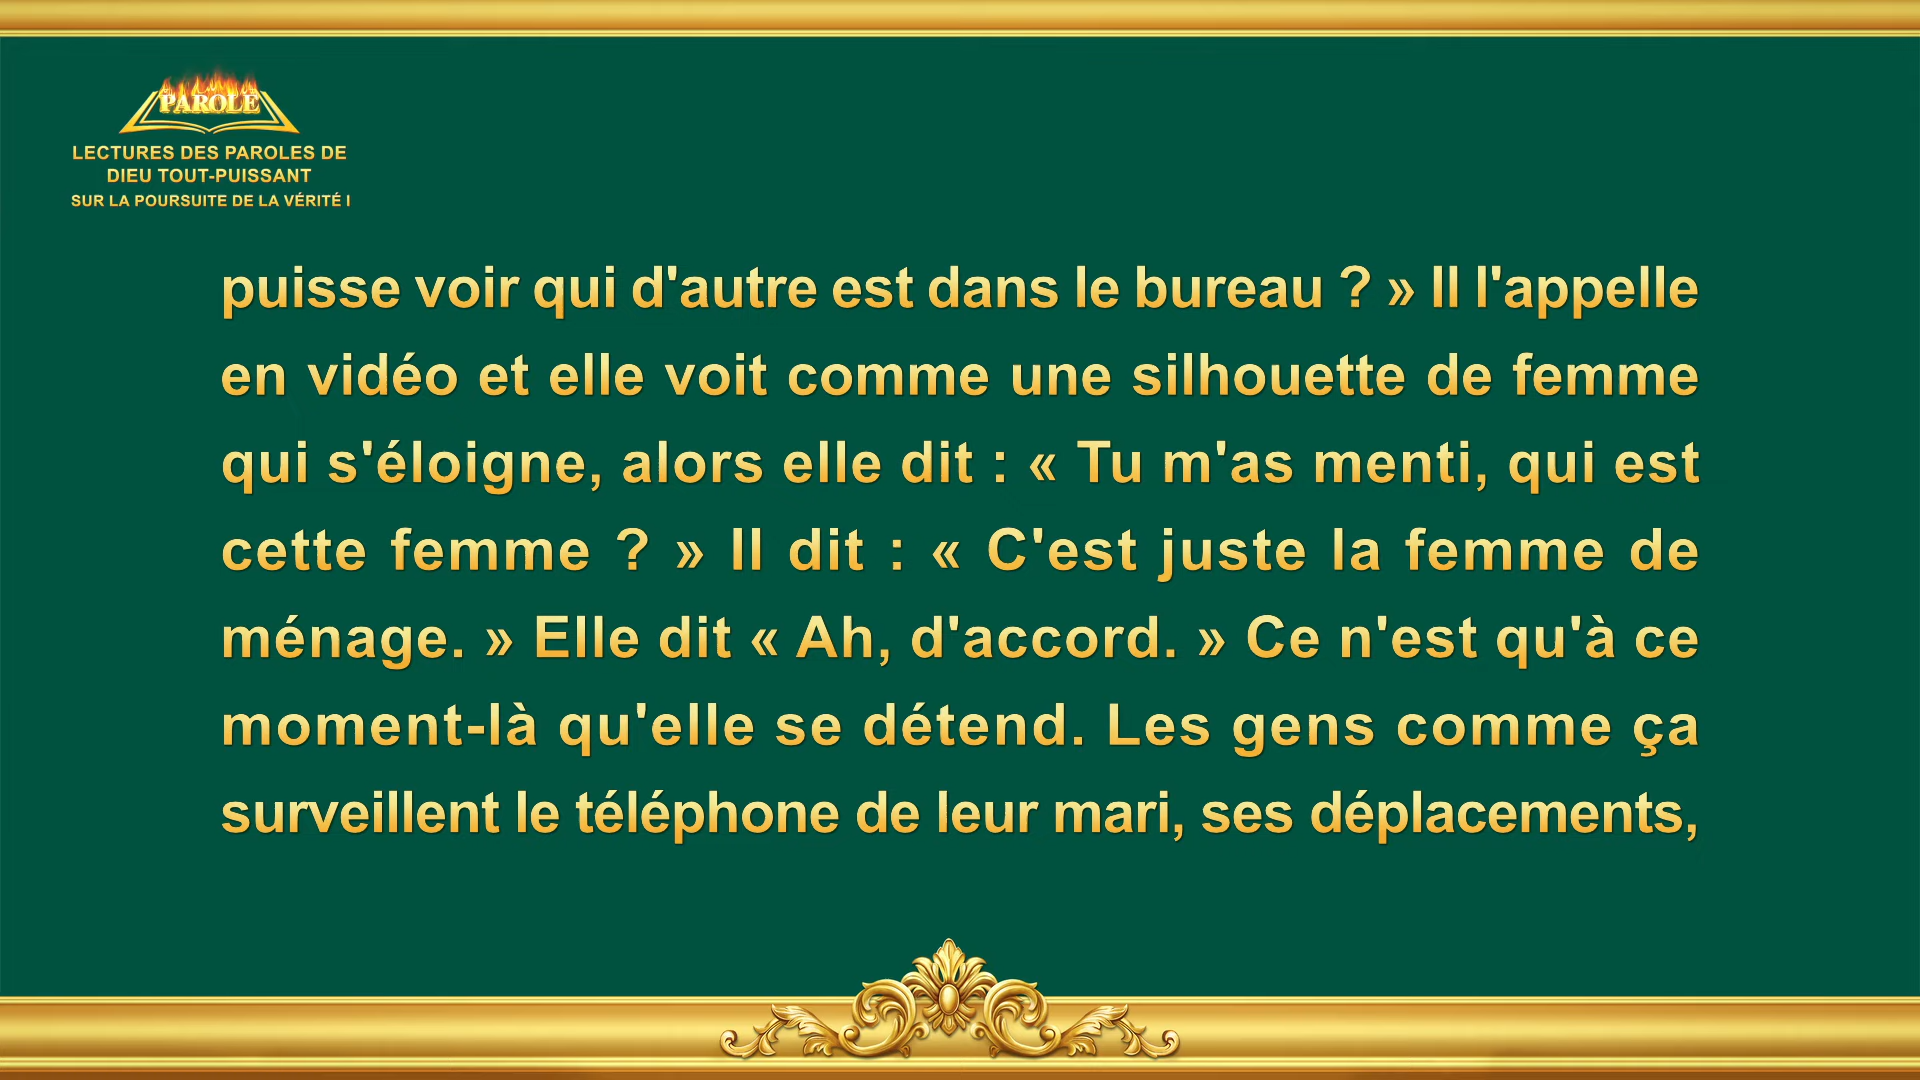 PAROLE
LECTURES DES PAROLES DE
DIEU TOUT-PUISSANT
SUR LA POURSUITE DE LA VÉRITÉ I
puisse voir qui d'autre est dans le bureau ? » Il l'appelle
en vidéo et elle voit comme une silhouette de femme
qui s'éloigne, alors elle dit : « Tu m'as menti, qui est
cette femme ? » Il dit : « C'est juste la femme de
ménage. » Elle dit « Ah, d'accord. » Ce n'est qu'à ce
moment-là qu'elle se détend. Les gens comme ça
surveillent le téléphone de leur mari, ses déplacements,